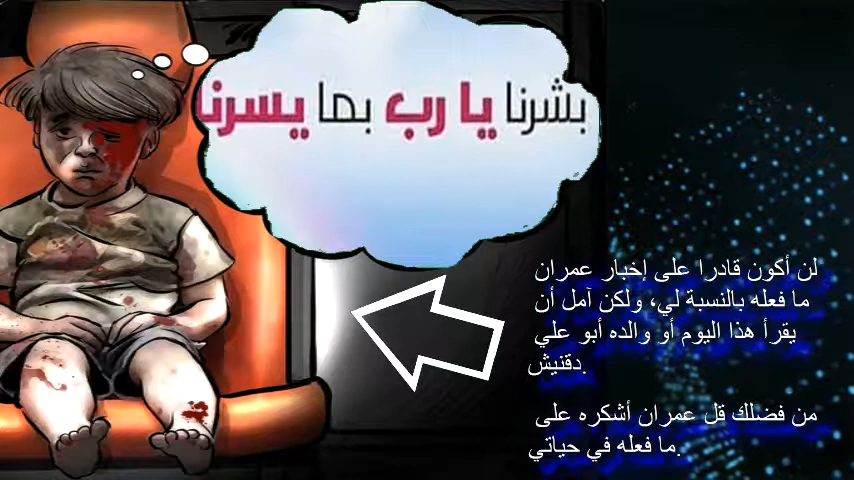 بشرنا يا رب بما يسرنا
لن أكون قادرا على إخبار عمران
ما فعله بالنسبة لي، ولكن آمل أن
يقرأ هذا اليوم أو والده أبو علي
دقنيش.
من فضلك قل عمران أشكره على
ما فعله في حياتي.